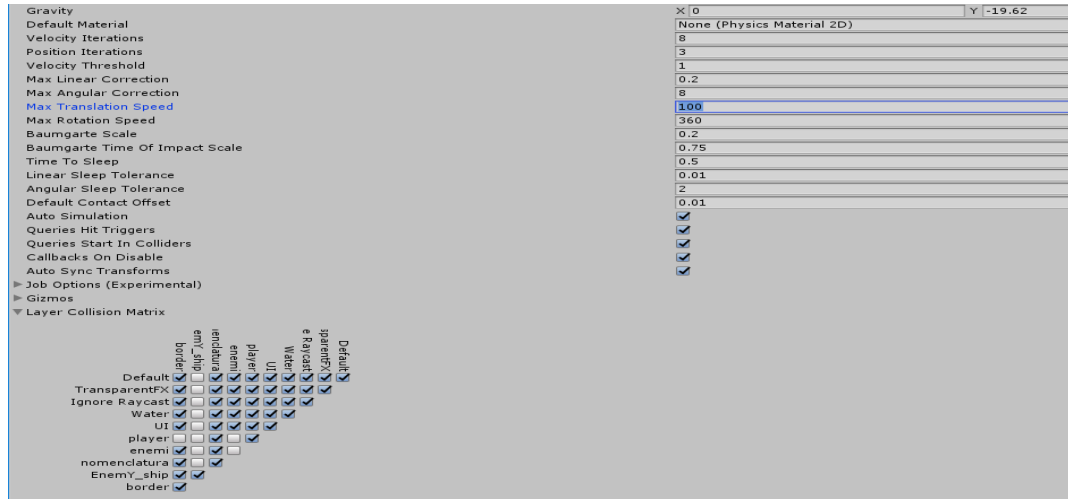 Gravity X 0 Y -19.62
Default Material None (Physics Material 2D)
Velocity Iterations 8
Position Iterations 3
Velocity Threshold 1
Max Linear Correction 0.2
Max Angular Correction 8
Max Translation Speed 100
Max Rotation Speed 360
Baumgarte Scale 0.2
Baumgarte Time Of Impact Scale 0.75
Time To Sleep 0.5
Linear Sleep Tolerance 0.01
Angular Sleep Tolerance 2
Default Contact Offset 0.01
Auto Simulation
Queries Hit Triggers
Queries Start In Colliders
Callbacks On Disable
Auto Sync Transforms
Job Options (Experimental)
Gizmos
Layer Collision Matrix
border
emY_ship
enclatura
enemi
player
UI
Water
e Raycast
sparentFX
Default
Default
TransparentFX
Ignore Raycast
Water
UI
player
enemi
nomenclatura
EnemY_ship
border